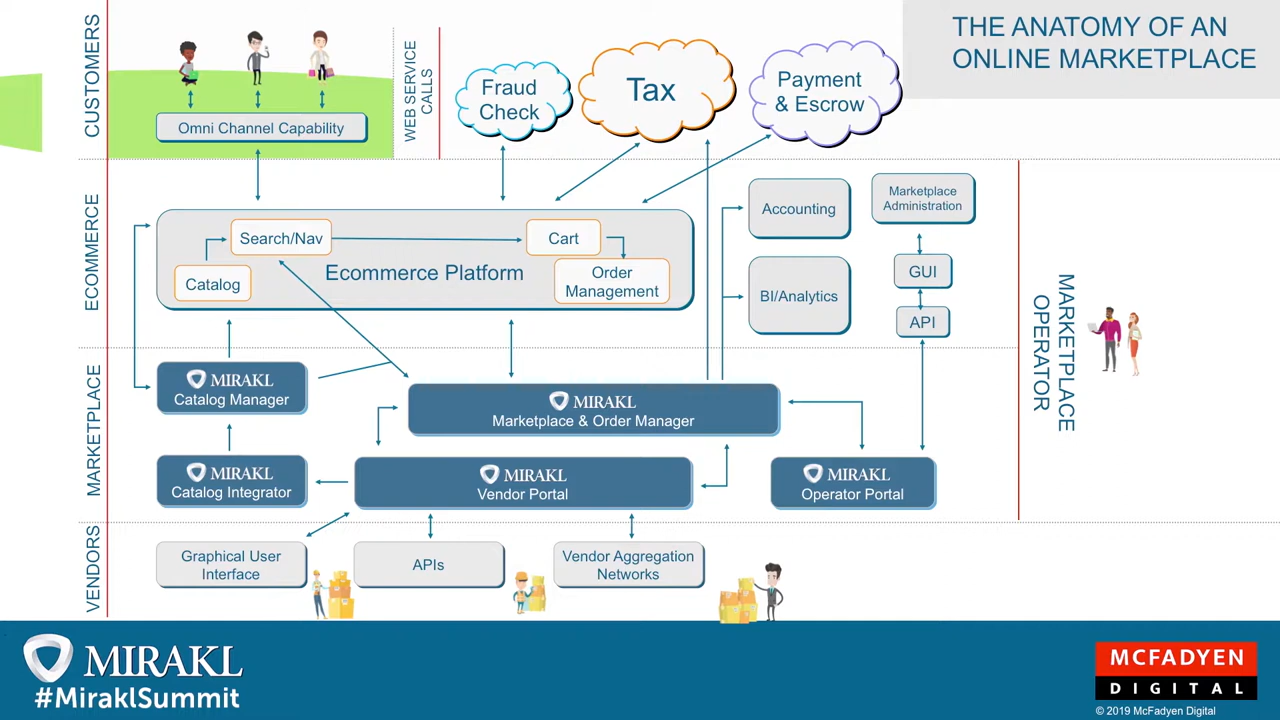 THE ANATOMY OF AN
ONLINE MARKETPLACE
CUSTOMERS
Omni Channel Capability
WEB SERVICE
CALLS
Fraud
Check
Tax
Payment
& Escrow
ECOMMERCE
Search/Nav
Cart
Catalog
Ecommerce Platform
Order
Management
Accounting
BI/Analytics
Marketplace
Administration
GUI
API
MARKETPLACE
OPERATOR
MARKETPLACE
MIRAKL
Catalog Manager
MIRAKL
Marketplace & Order Manager
MIRAKL
Catalog Integrator
MIRAKL
Vendor Portal
MIRAKL
Operator Portal
VENDORS
Graphical User
Interface
APIs
Vendor Aggregation
Networks
MIRAKL
#MiraklSummit
MCFADYEN
DIGITAL
© 2019 McFadyen Digital